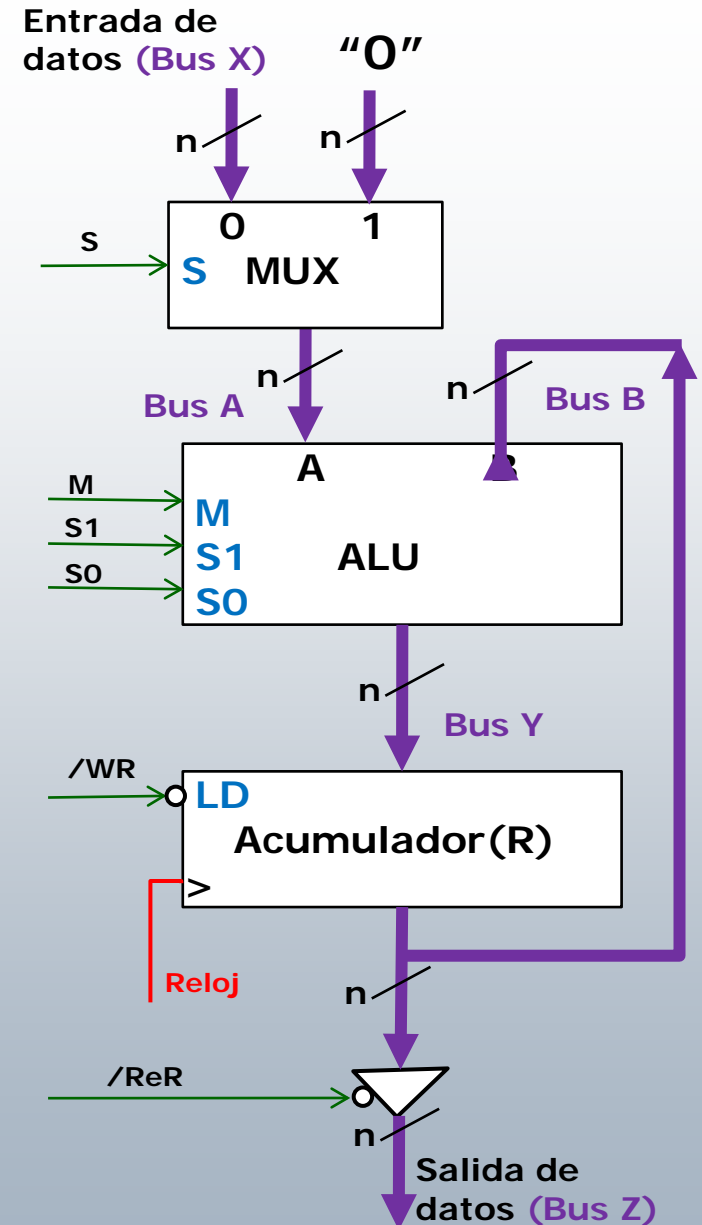 Entrada de
datos (Bus X)
“0”
n
n
0 1
S
S MUX
n
Bus A
n
Bus B
A B
M
M
S1
S1
ALU
S0
S0
n
Bus Y
/WR
LD
Acumulador(R)
>
Reloj
n
/ReR
n
Salida de
datos (Bus Z)